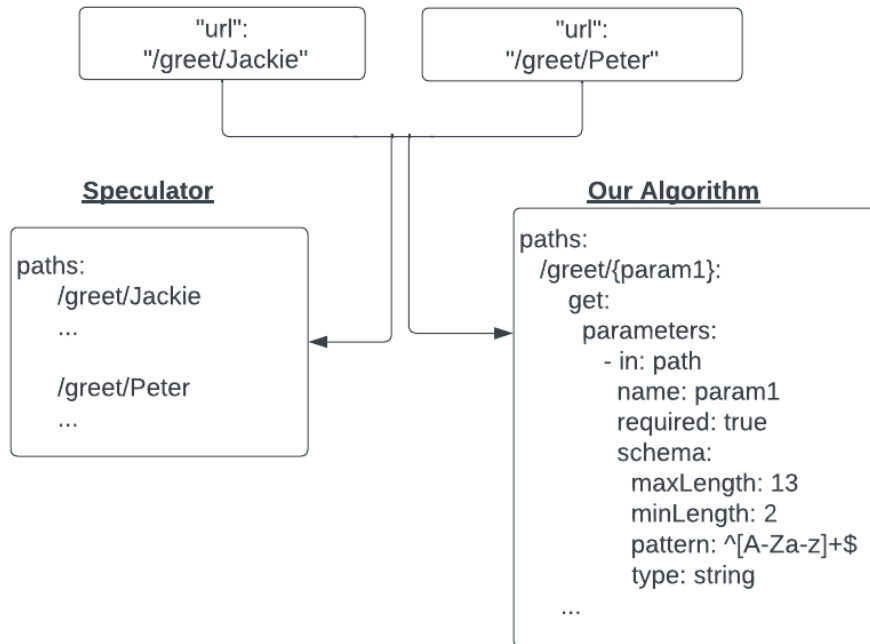 "url":
"/greet/Jackie"
"url":
"/greet/Peter"
Speculator
paths:
/greet/Jackie
...
/greet/Peter
...
Our Algorithm
paths:
/greet/{param1}:
get:
parameters:
- in: path
name: param1
required: true
schema:
maxLength: 13
minLength: 2
pattern: ^[A-Za-z]+$
type: string
...